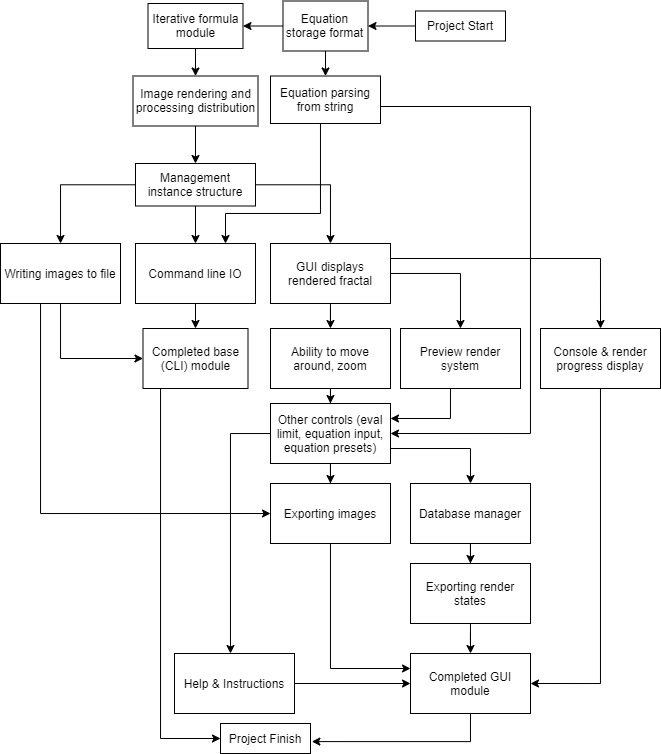 Iterative formula
module
Equation
storage format
Project Start
Image rendering and
processing distribution
Equation parsing
from string
Management
instance structure
Writing images to file
Command line IO
GUI displays
rendered fractal
Completed base
(CLI) module
Ability to move
around, zoom
Preview render
system
Console & render
progress display
Other controls (eval
limit, equation input,
equation presets)
Exporting images
Database manager
Exporting render
states
Help & Instructions
Completed GUI
module
Project Finish